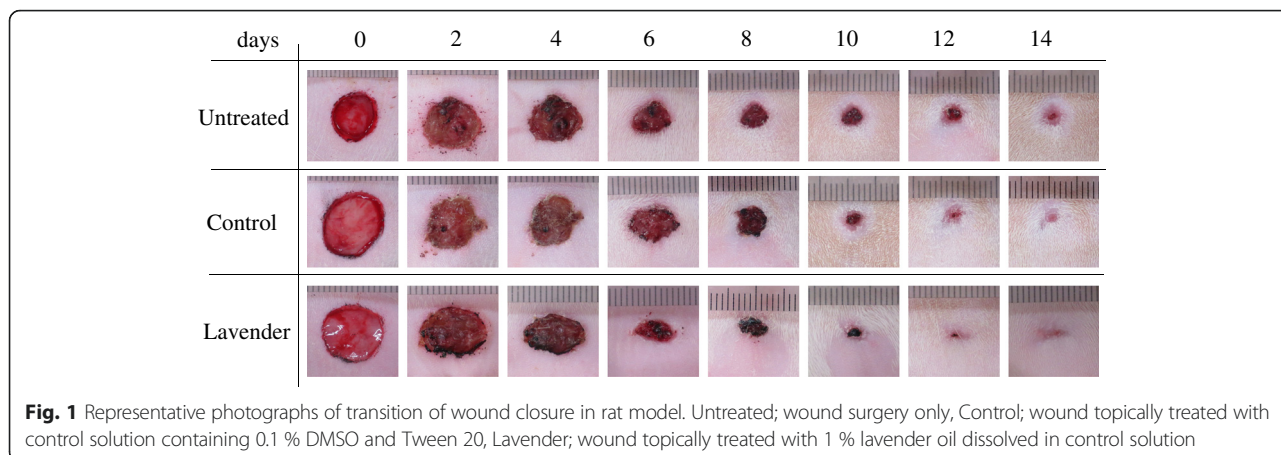 days 0 2 4 6 8 10 12 14
Untreated
Control
Lavender
Fig. 1 Representative photographs of transition of wound closure in rat model. Untreated; wound surgery only, Control; wound topically treated with
control solution containing 0.1 % DMSO and Tween 20, Lavender; wound topically treated with 1 % lavender oil dissolved in control solution